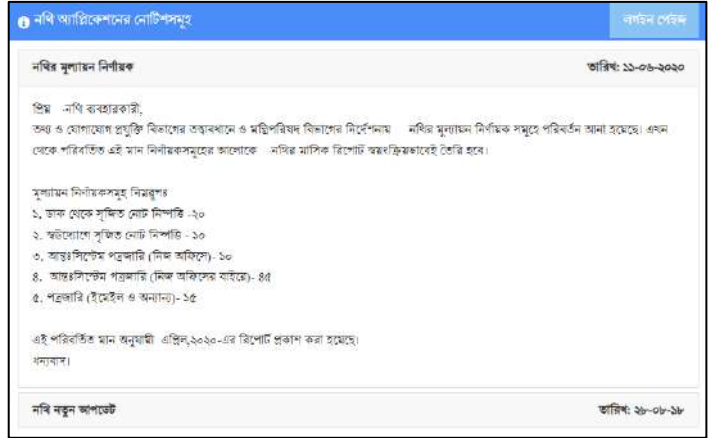 নথি অ্যাপ্লিকেশনের নোটিশসমূহ
লগইন পেইজ
নথির মূল্যায়ন নির্ণায়ক
তারিখ: ১১-০৬-২০২০
প্রিয় -নথি ব্যবহারকারী,
তথ্য ও যোগাযোগ প্রযুক্তি বিভাগের তত্ত্বাবধানে ও মন্ত্রিপরিষদ বিভাগের নির্দেশনায় নথির মূল্যায়ন নির্ণায়ক সমূহে পরিবর্তন আনা হয়েছে। এখন
থেকে পরিবর্তিত এই মান নির্ণায়কসমূহের আলোকে -নথির মাসিক রিপোর্ট স্বয়ংক্রিয়ভাবেই তৈরি হবে।
মূল্যায়ন নির্ণায়কসমূহ নিম্নরূপঃ
১. ডাক থেকে সৃজিত নোট নিষ্পত্তি -২০
২. স্বউদ্যোগে সৃজিত নোট নিষ্পত্তি - ১০
৩. আন্তঃসিস্টেম পত্রজারি (নিজ অফিসে)- ১০
৪. আন্তঃসিস্টেম পত্রজারি (নিজ অফিসের বাইরে)- ৪৫
৫. পত্রজারি (ইমেইল ও অন্যান্য)- ১৫
এই পরিবর্তিত মান অনুযায়ী এপ্রিল,২০২০-এর রিপোর্ট প্রকাশ করা হয়েছে।
ধন্যবাদ।
নথি নতুন আপডেট
তারিখ: ২৮-০৮-১৮